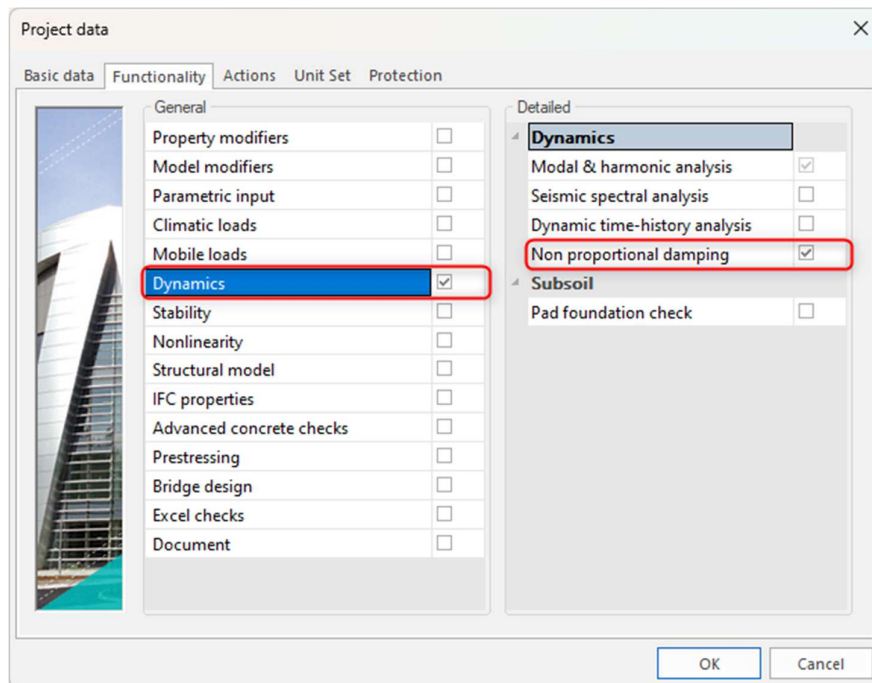 Project data
Basic data Functionality Actions Unit Set Protection
General
Property modifiers
Model modifiers
Parametric input
Climatic loads
Mobile loads
Dynamics
Stability
Nonlinearity
Structural model
IFC properties
Advanced concrete checks
Prestressing
Bridge design
Excel checks
Document
Detailed
Dynamics
Modal & harmonic analysis
Seismic spectral analysis
Dynamic time-history analysis
Non proportional damping
Subsoil
Pad foundation check
OK Cancel